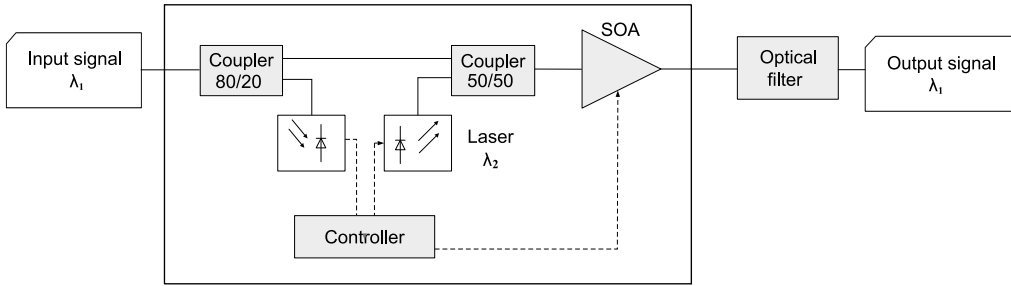 Input signal
λ₁
Coupler
80/20
Coupler
50/50
SOA
Optical
filter
Output signal
λ₁
Laser
λ₂
Controller